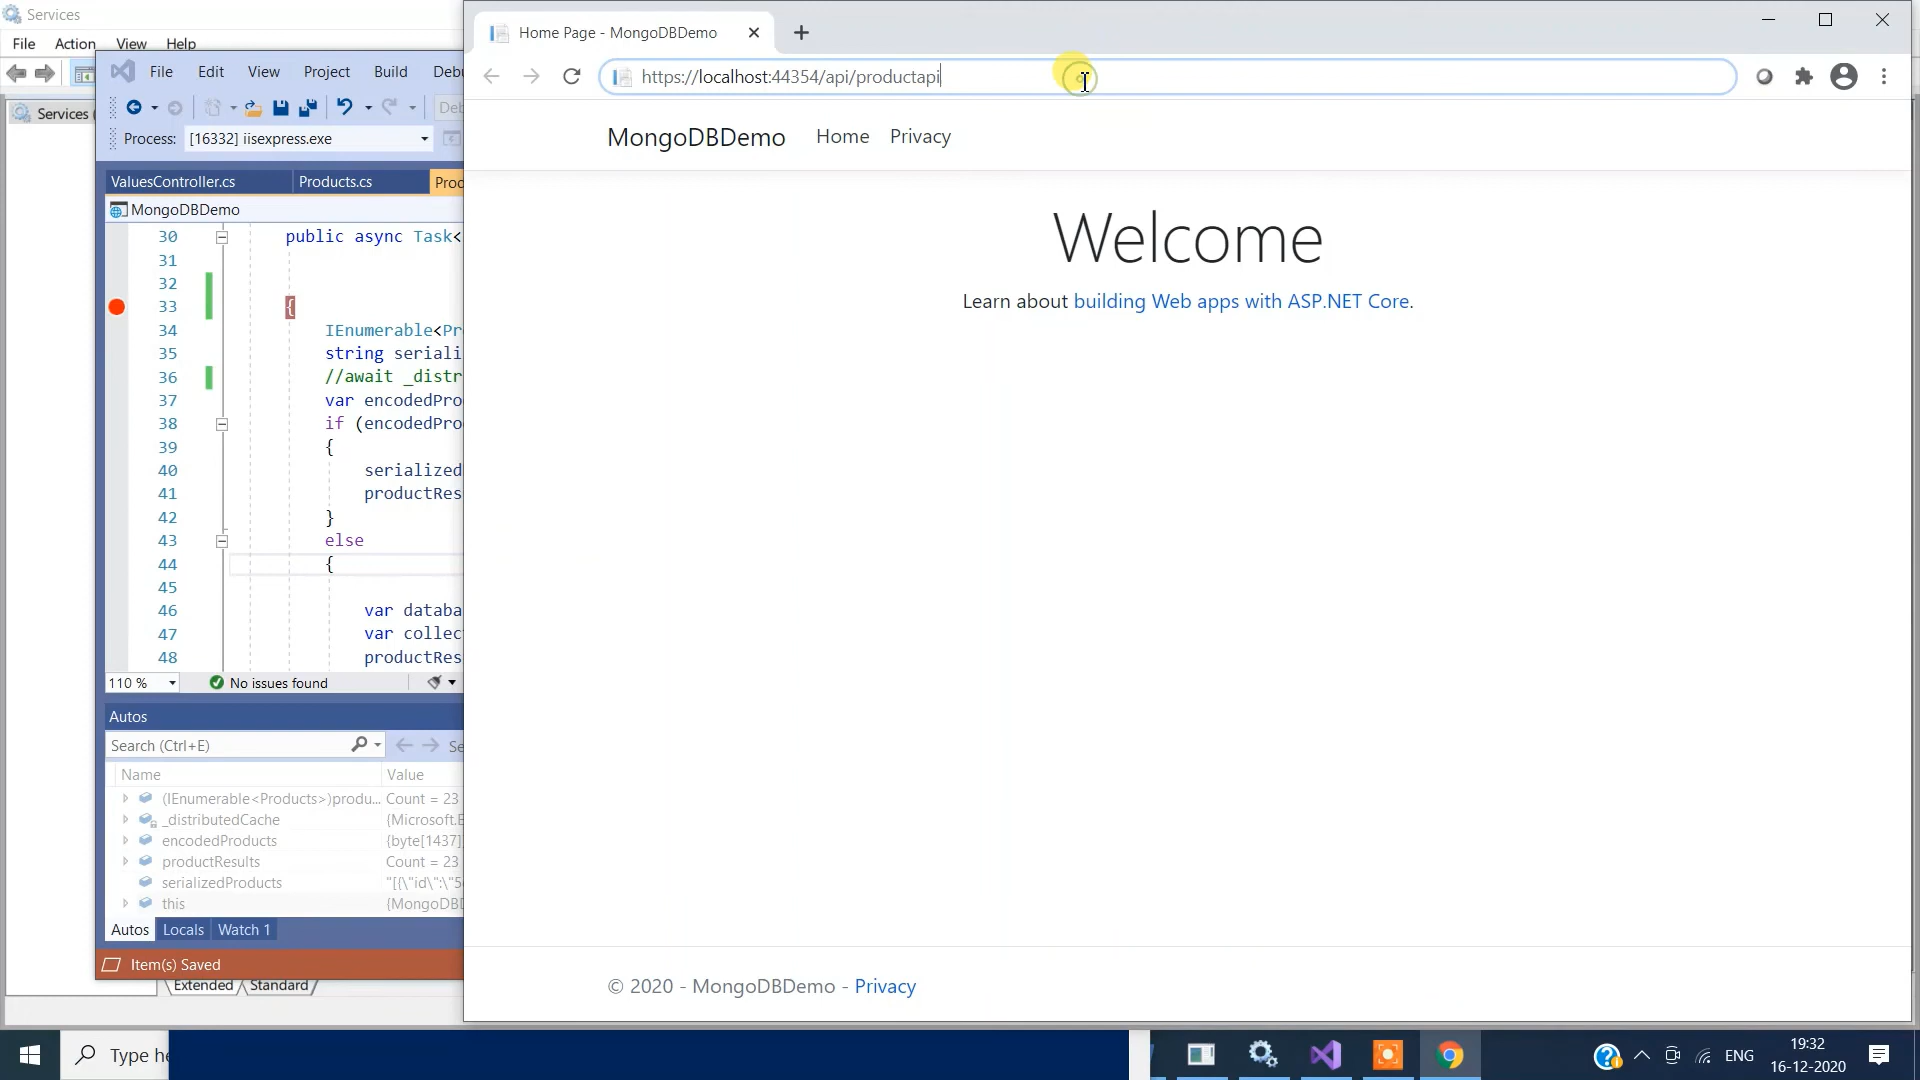 Services
File Action View Help
Services (
File Edit View Project Build Debu
Deb
Process: [16332] iisexpress.exe
ValuesController.cs Products.cs Prod
MongoDBDemo
30 public async Task<
31
32
33 {
34 IEnumerable<Pr
35 string seriali
36 //await _distr
37 var encodedPro
38 if (encodedPro
39 {
40 serialized
41 productRes
42 }
43 else
44 {
45
46 var databa
47 var collec
48 productRes
110 % No issues found
Autos
Search (Ctrl+E) Se
Name Value
(IEnumerable<Products>)produ... Count = 23
_distributedCache {Microsoft.E
encodedProducts {byte[1437]
productResults Count = 23
serializedProducts "[{\"id\":\"5
this {MongoDBD
Autos Locals Watch 1
Item(s) Saved
Extended Standard
Home Page - MongoDBDemo
https://localhost:44354/api/productapi
MongoDBDemo Home Privacy
Welcome
Learn about building Web apps with ASP.NET Core.
© 2020 - MongoDBDemo - Privacy
Type he
ENG
19:32
16-12-2020